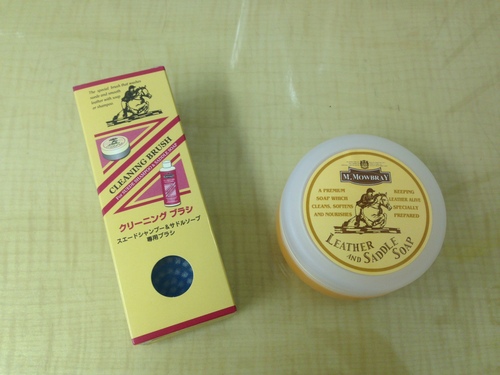 CLEANING BRUSH
クリーニング ブラシ
スエードシャンプー&サドルソープ
専用ブラシ
M. MOWBRAY
A PREMIUM
SOAP WHICH
CLEANS, SOFTENS
AND NOURISHES
KEEPING
LEATHER ALWAYS
SPECIALLY
PREPARED
LEATHER
AND SADDLE
SOAP